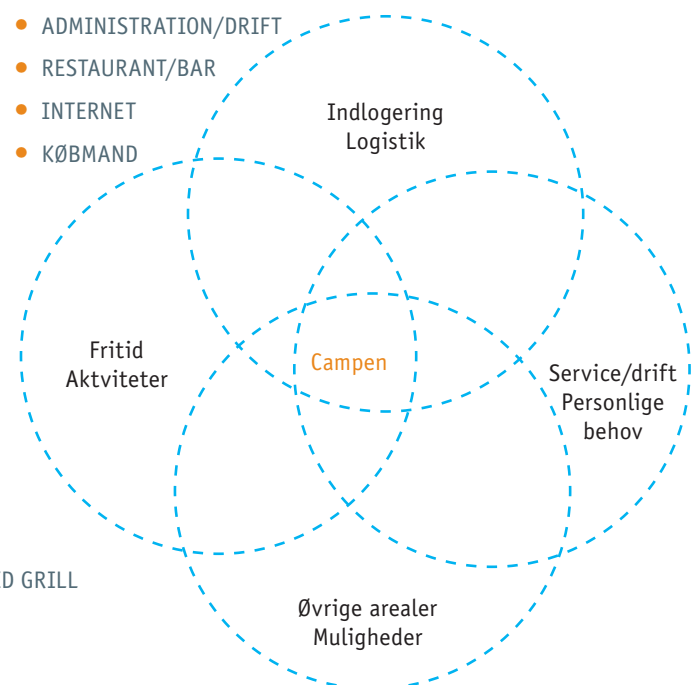 • ADMINISTRATION/DRIFT
• RESTAURANT/BAR
• INTERNET
• KØBMAND
Indlogering
Logistik
Fritid
Aktviteter
Campen
Service/drift
Personlige
behov
GRILL
Øvrige arealer
Muligheder